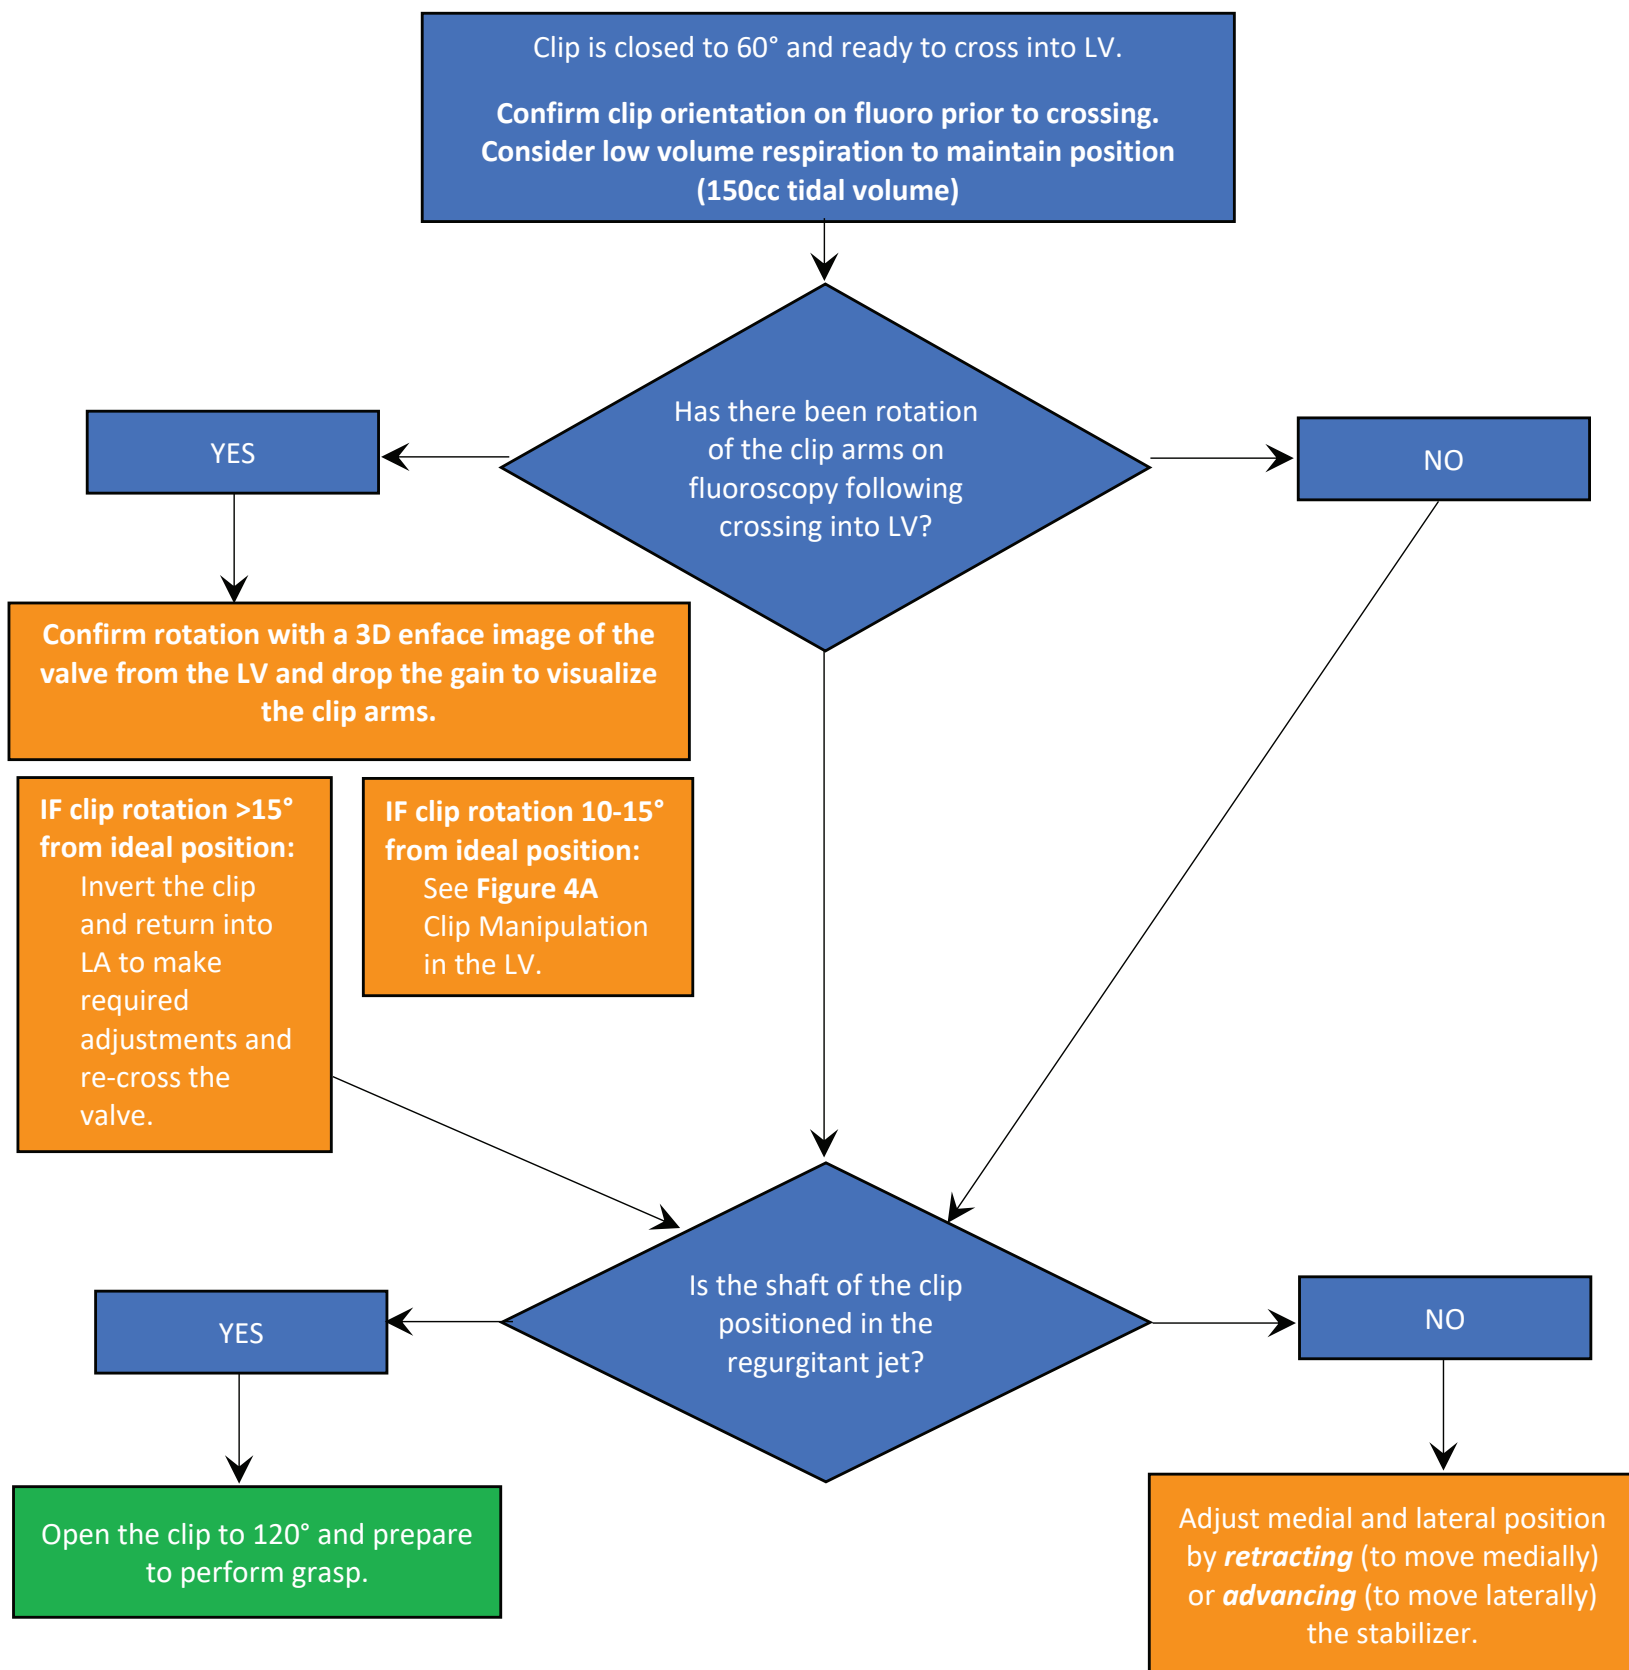 Clip is closed to 60° and ready to cross into LV.
Confirm clip orientation on fluoro prior to crossing.
Consider low volume respiration to maintain position
(150cc tidal volume)
Has there been rotation
of the clip arms on
fluoroscopy following
crossing into LV?
YES
NO
Confirm rotation with a 3D enface image of the
valve from the LV and drop the gain to visualize
the clip arms.
IF clip rotation >15°
from ideal position:
Invert the clip
and return into
LA to make
required
adjustments and
re-cross the
valve.
IF clip rotation 10-15°
from ideal position:
See Figure 4A
Clip Manipulation
in the LV.
Is the shaft of the clip
positioned in the
regurgitant jet?
YES
NO
Open the clip to 120° and prepare
to perform grasp.
Adjust medial and lateral position
by retracting (to move medially)
or advancing (to move laterally)
the stabilizer.